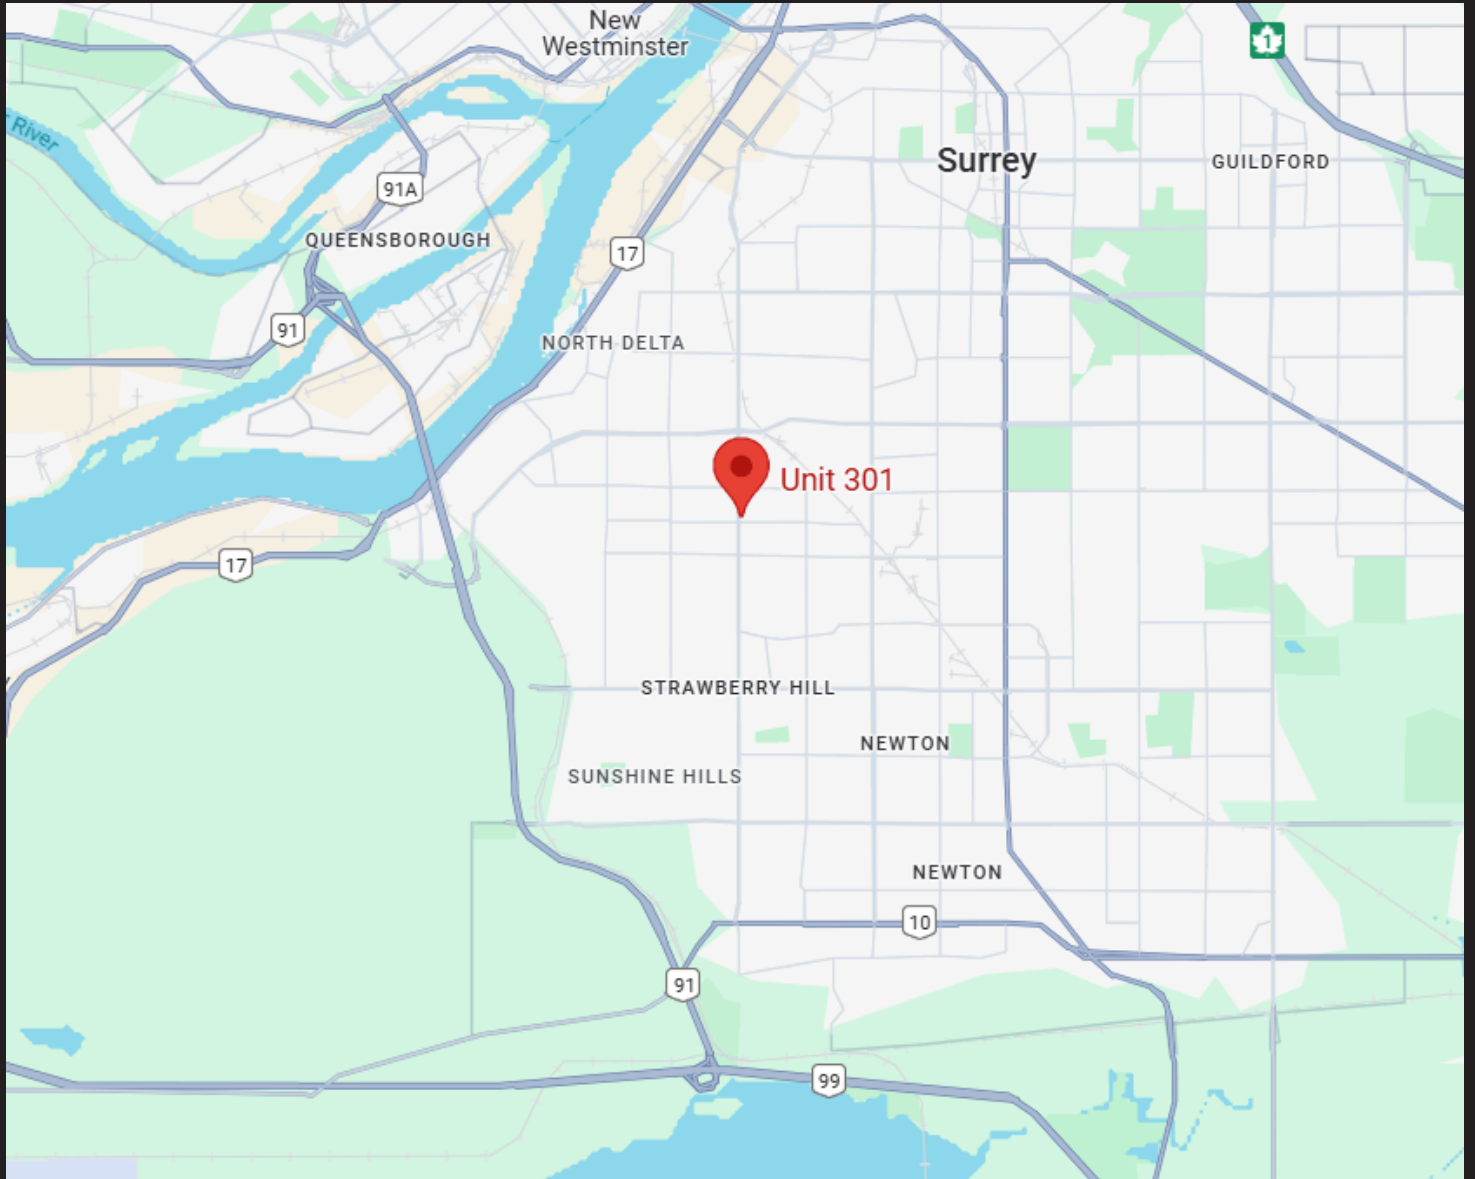 New
Westminster
1
River
Surrey
GUILDFORD
91A
QUEENSBOROUGH
17
91
NORTH DELTA
Unit 301
17
STRAWBERRY HILL
NEWTON
SUNSHINE HILLS
NEWTON
10
91
99